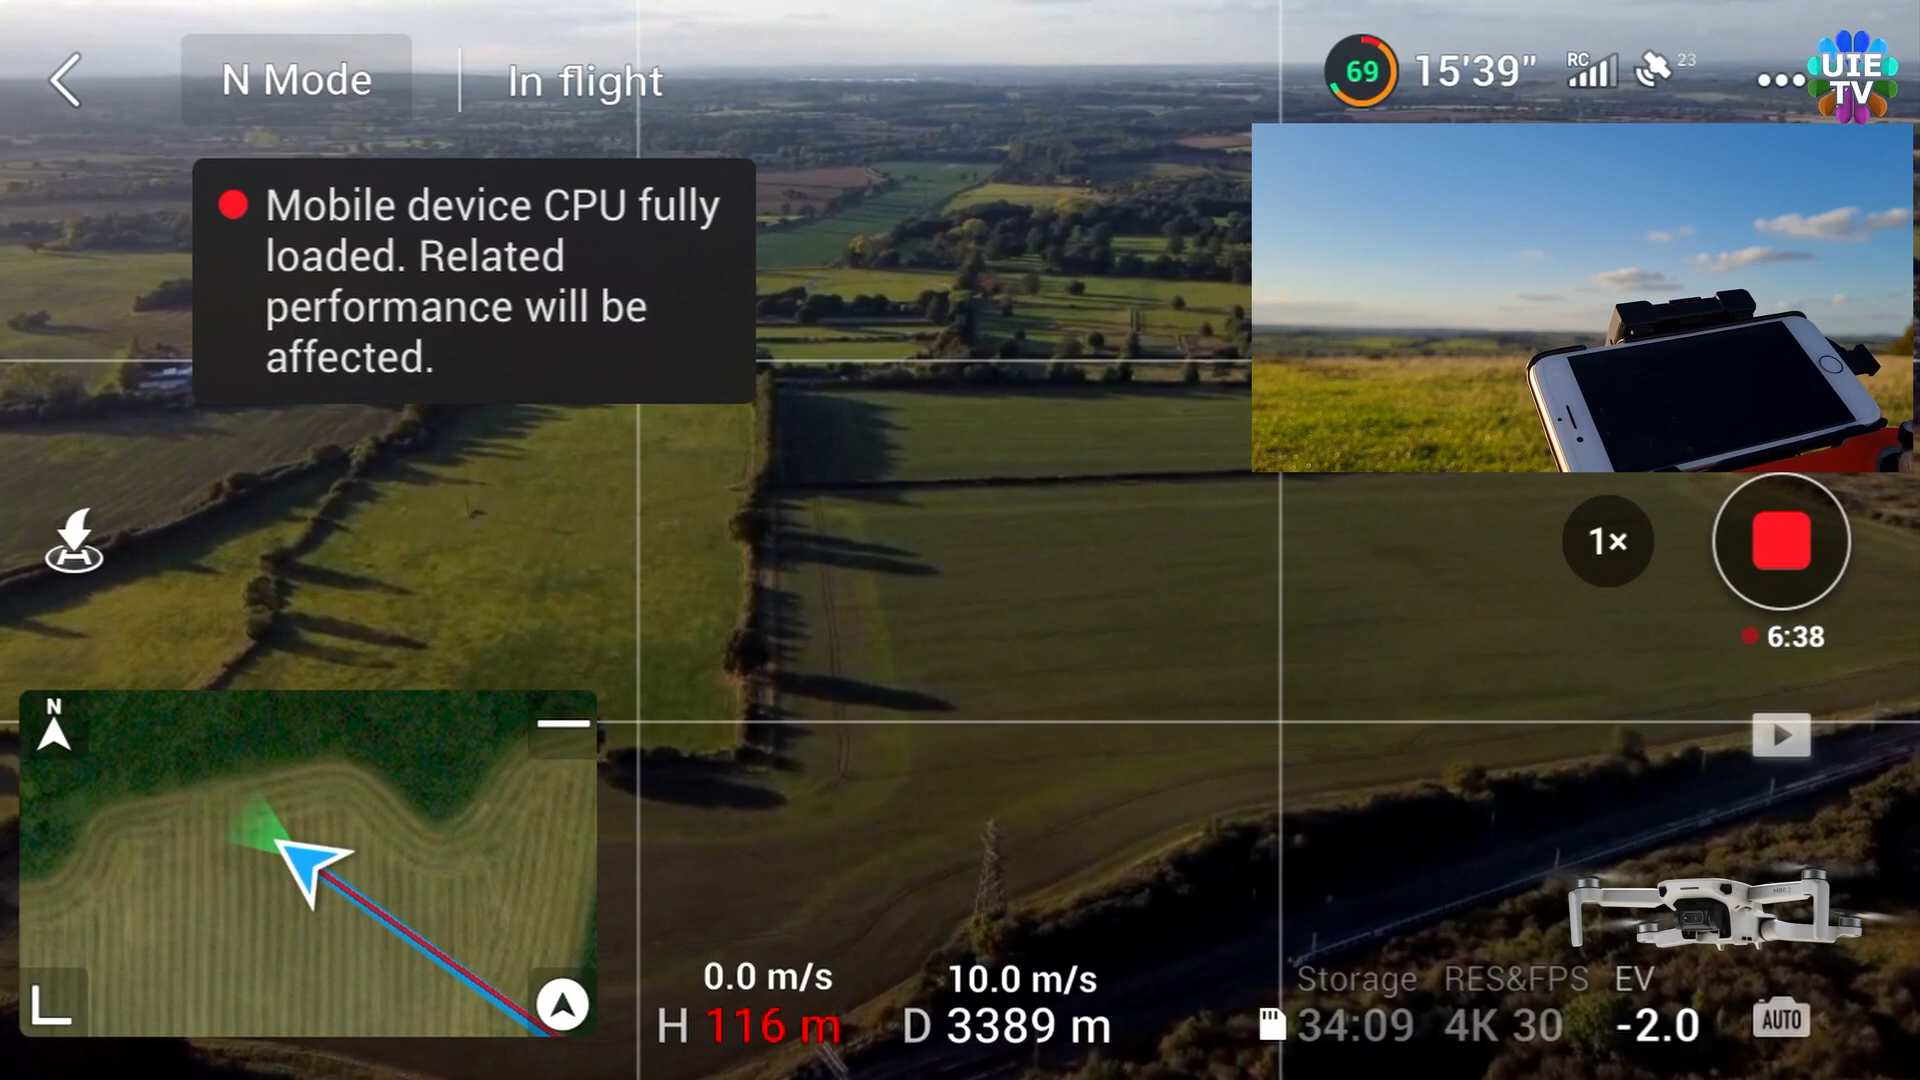 N Mode
In flight
69
15'39"
RC
23
UIE
TV
Mobile device CPU fully
loaded. Related
performance will be
affected.
1×
6:38
N
MINI 2
0.0 m/s
10.0 m/s
H 116 m
D 3389 m
Storage
RES&FPS
EV
34:09
4K 30
-2.0
AUTO